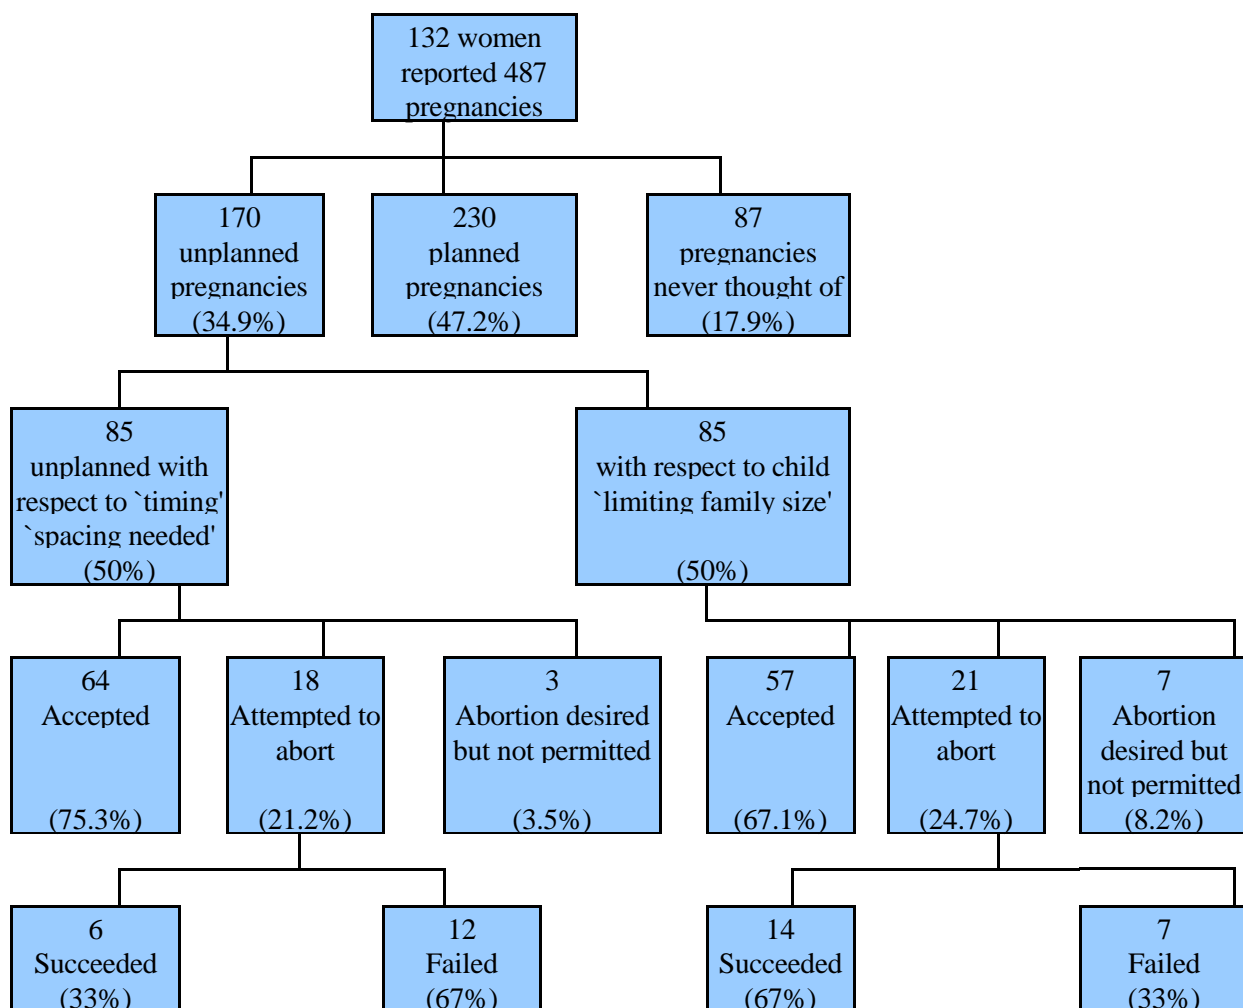 132 women
reported 487
pregnancies
170
unplanned
pregnancies
(34.9%)
230
planned
pregnancies
(47.2%)
87
pregnancies
never thought of
(17.9%)
85
unplanned with
respect to `timing'
`spacing needed'
(50%)
85
with respect to child
`limiting family size'
(50%)
64
Accepted
(75.3%)
18
Attempted to
abort
(21.2%)
3
Abortion desired
but not permitted
(3.5%)
57
Accepted
(67.1%)
21
Attempted to
abort
(24.7%)
7
Abortion
desired but
not permitted
(8.2%)
6
Succeeded
(33%)
12
Failed
(67%)
14
Succeeded
(67%)
7
Failed
(33%)